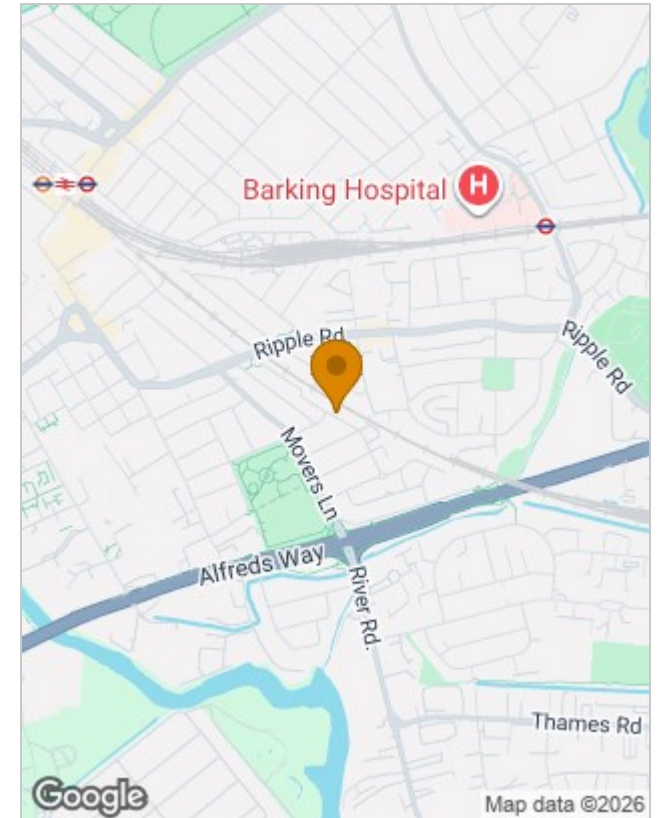 Barking Hospital
H
Ripple Rd
Ripple Rd
Movers Ln
Alfreds Way
River Rd.
Thames Rd
Google
Map data ©2026